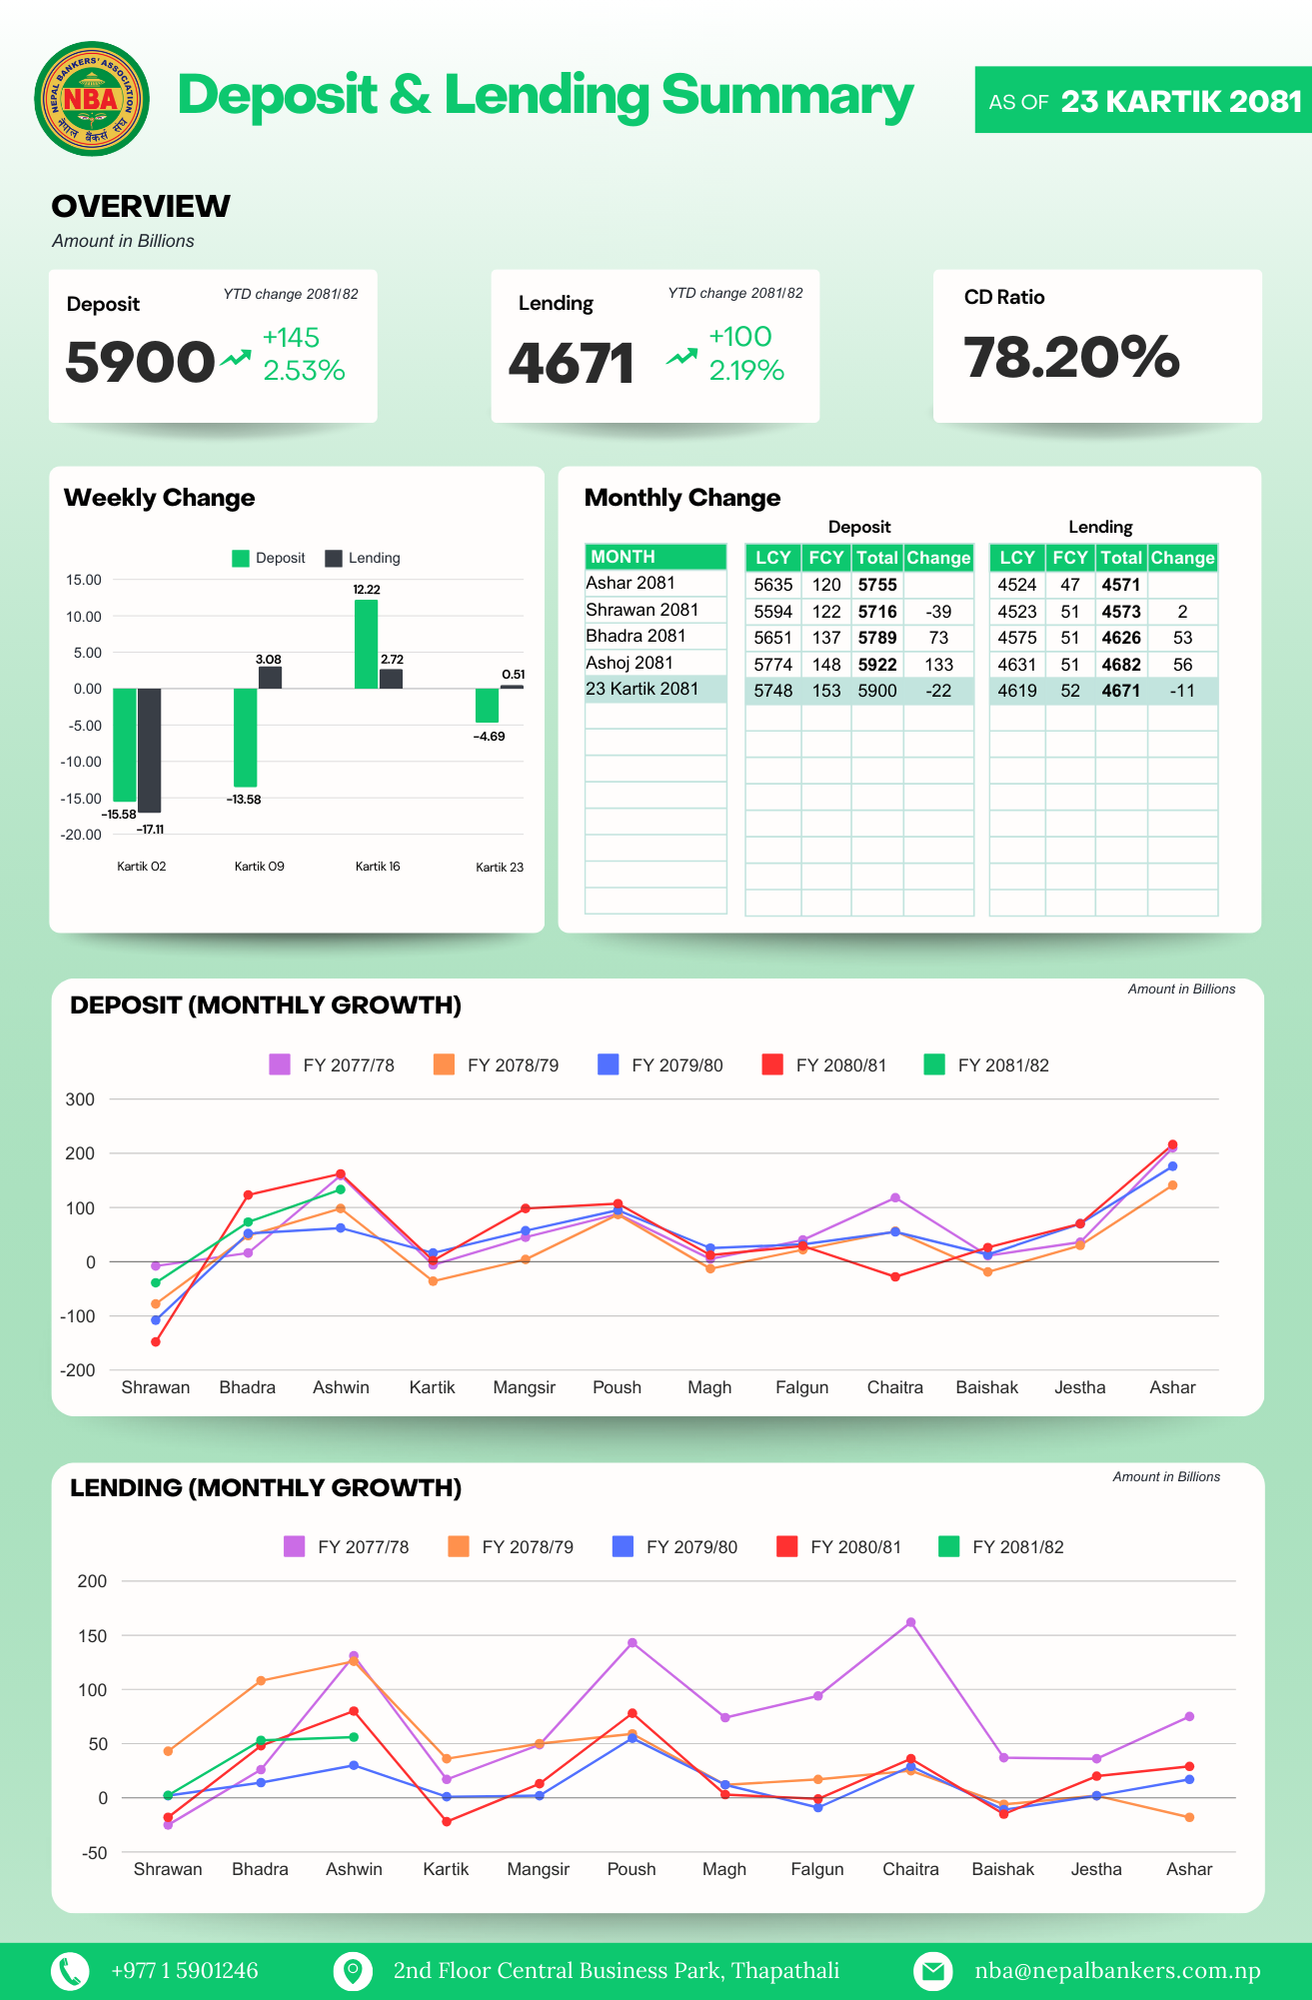 NEPAL BANKERS' ASSOCIATION
NBA
नेपाल बैंकर्स संघ
Deposit & Lending Summary
AS OF 23 KARTIK 2081
OVERVIEW
Amount in Billions
Deposit
YTD change 2081/82
5900
+145
2.53%
Lending
YTD change 2081/82
4671
+100
2.19%
CD Ratio
78.20%
Weekly Change
Deposit Lending
15.00
10.00
5.00
0.00
-5.00
-10.00
-15.00
-20.00
-15.58
-17.11
-13.58
3.08
12.22
2.72
-4.69
0.51
Kartik 02 Kartik 09 Kartik 16 Kartik 23
Monthly Change
Deposit Lending
MONTH LCY FCY Total Change LCY FCY Total Change
Ashar 2081 5635 120 5755 4524 47 4571
Shrawan 2081 5594 122 5716 -39 4523 51 4573 2
Bhadra 2081 5651 137 5789 73 4575 51 4626 53
Ashoj 2081 5774 148 5922 133 4631 51 4682 56
23 Kartik 2081 5748 153 5900 -22 4619 52 4671 -11
DEPOSIT (MONTHLY GROWTH)
Amount in Billions
FY 2077/78 FY 2078/79 FY 2079/80 FY 2080/81 FY 2081/82
300
200
100
0
-100
-200
Shrawan Bhadra Ashwin Kartik Mangsir Poush Magh Falgun Chaitra Baishak Jestha Ashar
LENDING (MONTHLY GROWTH)
Amount in Billions
FY 2077/78 FY 2078/79 FY 2079/80 FY 2080/81 FY 2081/82
200
150
100
50
0
-50
Shrawan Bhadra Ashwin Kartik Mangsir Poush Magh Falgun Chaitra Baishak Jestha Ashar
+977 1 5901246
2nd Floor Central Business Park, Thapathali
nba@nepalbankers.com.np